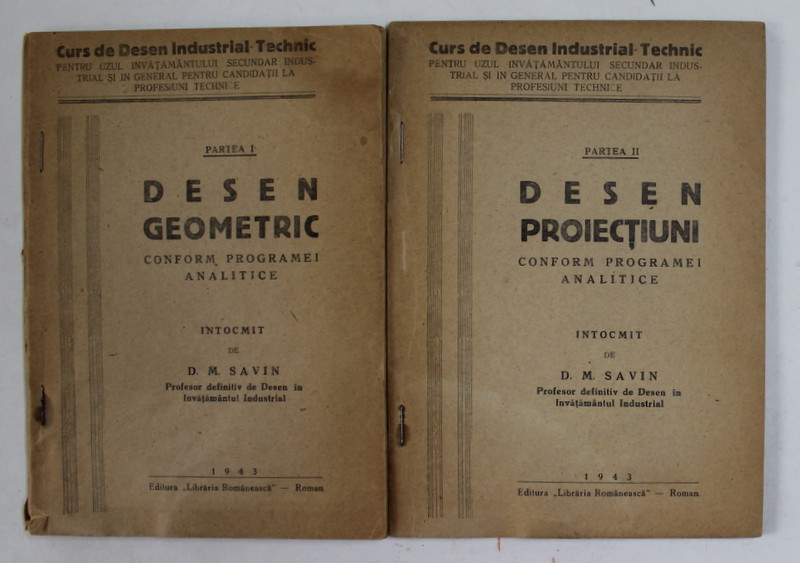 Curs de Desen Industrial-Technic
PENTRU UZUL INVĂȚĂMÂNTULUI SECUNDAR INDUS-
TRIAL ȘI IN GENERAL PENTRU CANDIDAȚII LA
PROFESIUNI TECHNICE
PARTEA I
DESEN
GEOMETRIC
CONFORM PROGRAMEI
ANALITICE
INTOCMIT
DE
D. M. SAVIN
Profesor definitiv de Desen in
Invățământul Industrial
1943
Editura „Librăria Românească" — Roman
Curs de Desen Industrial-Technic
PENTRU UZUL INVĂȚĂMÂNTULUI SECUNDAR INDUS-
TRIAL ȘI IN GENERAL PENTRU CANDIDAȚII LA
PROFESIUNI TECHNICE
PARTEA II
DESEN
PROIECȚIUNI
CONFORM PROGRAMEI
ANALITICE
INTOCMIT
DE
D. M. SAVIN
Profesor definitiv de Desen in
Invățământul Industrial
1943
Editura „Librăria Românească" — Roman